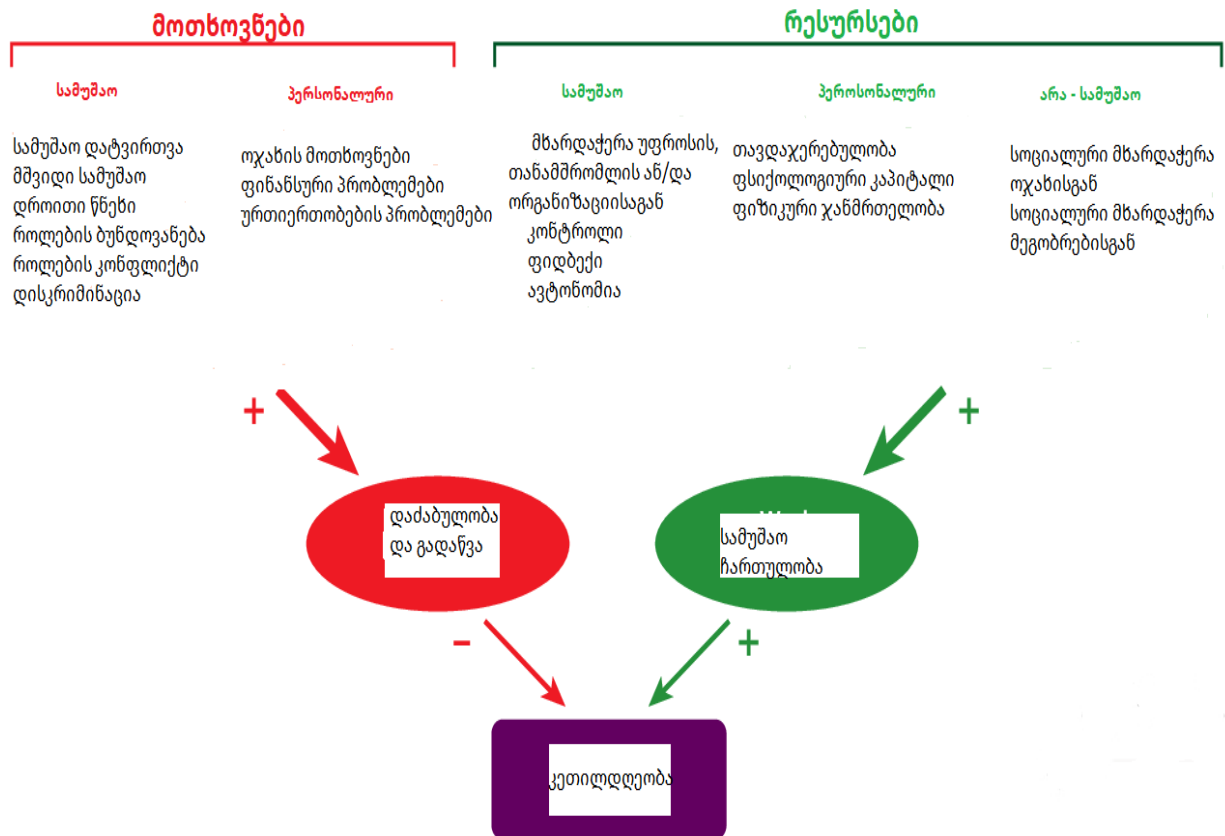 მოთხოვნები
რესურსები
სამუშაო
პერსონალური
სამუშაო
პეროსონალური
არა - სამუშაო
სამუშაო დატვირთვა
მშვიდი სამუშაო
დროითი წნეხი
როლების ბუნდოვანება
როლების კონფლიქტი
დისკრიმინაცია
ოჯახის მოთხოვნები
ფინანსური პრობლემები
ურთიერთობების პრობლემები
მხარდაჭერა უფროსის,
თანამშრომლის ან/და
ორგანიზაციისაგან
კონტროლი
ფიდბექი
ავტონომია
თავდაჯერებულობა
ფსიქოლოგიური კაპიტალი
ფიზიკური ჯანმრთელობა
სოციალური მხარდაჭერა
ოჯახისგან
სოციალური მხარდაჭერა
მეგობრებისგან
+
+
დაძაბულობა
და გადაწვა
სამუშაო
ჩართულობა
–
+
კეთილდღეობა